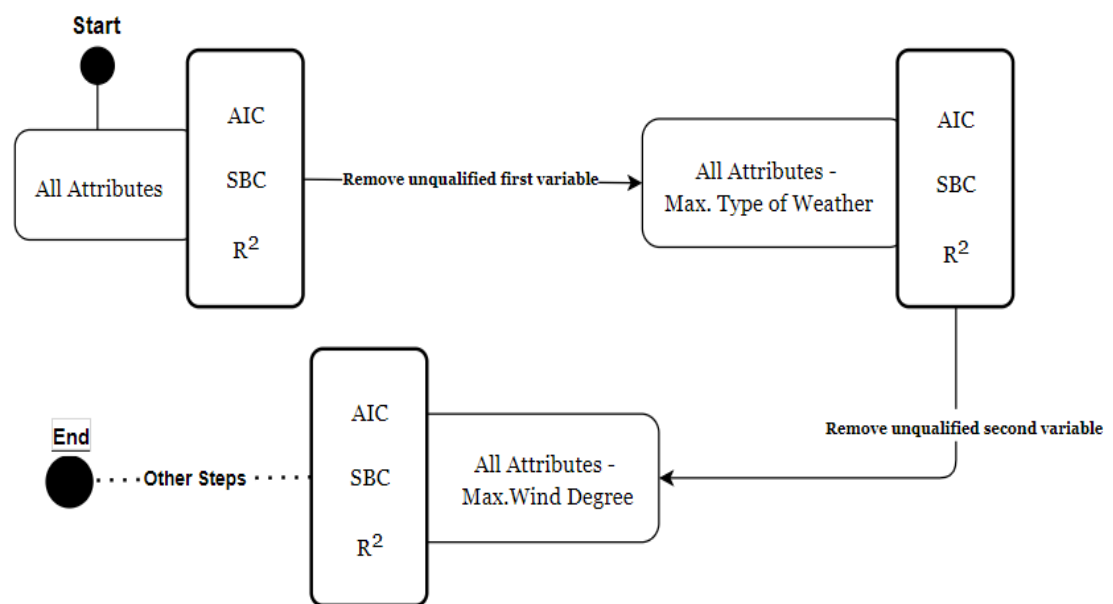 Start
All Attributes
AIC
SBC
R²
Remove unqualified first variable
All Attributes -
Max. Type of Weather
AIC
SBC
R²
Remove unqualified second variable
All Attributes -
Max.Wind Degree
AIC
SBC
R²
Other Steps
End